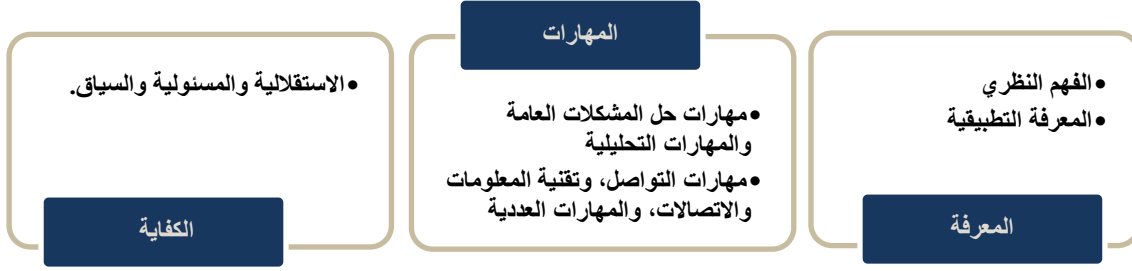 • الفهم النظري
• المعرفة التطبيقية
المعرفة
المهارات
• مهارات حل المشكلات العامة
والمهارات التحليلية
• مهارات التواصل، وتقنية المعلومات
والاتصالات، والمهارات العددية
• الاستقلالية والمسئولية والسياق.
الكفاية